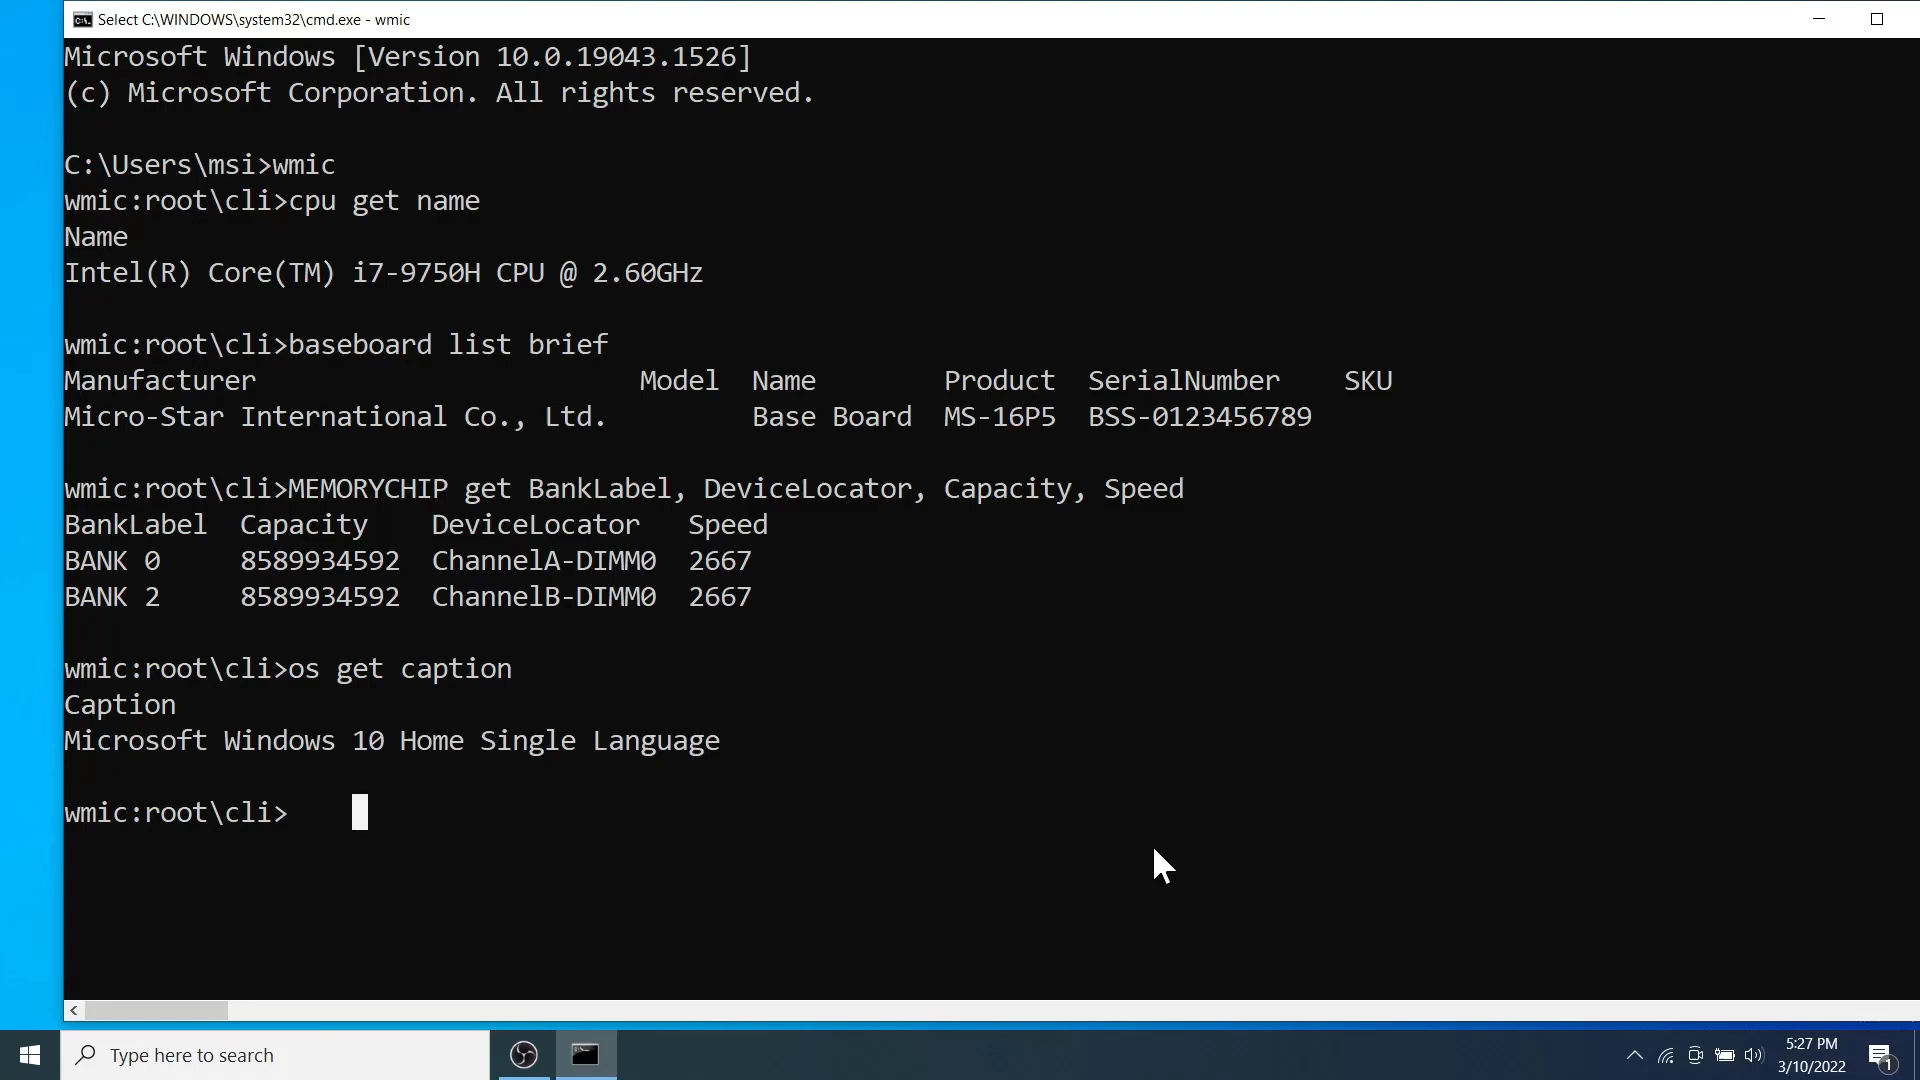 Select C:\WINDOWS\system32\cmd.exe - wmic
Microsoft Windows [Version 10.0.19043.1526]
(c) Microsoft Corporation. All rights reserved.
C:\Users\msi>wmic
wmic:root\cli>cpu get name
Name
Intel(R) Core(TM) i7-9750H CPU @ 2.60GHz
wmic:root\cli>baseboard list brief
Manufacturer Model Name Product SerialNumber SKU
Micro-Star International Co., Ltd. Base Board MS-16P5 BSS-0123456789
wmic:root\cli>MEMORYCHIP get BankLabel, DeviceLocator, Capacity, Speed
BankLabel Capacity DeviceLocator Speed
BANK 0 8589934592 ChannelA-DIMM0 2667
BANK 2 8589934592 ChannelB-DIMM0 2667
wmic:root\cli>os get caption
Caption
Microsoft Windows 10 Home Single Language
wmic:root\cli>
Type here to search
5:27 PM
3/10/2022
1